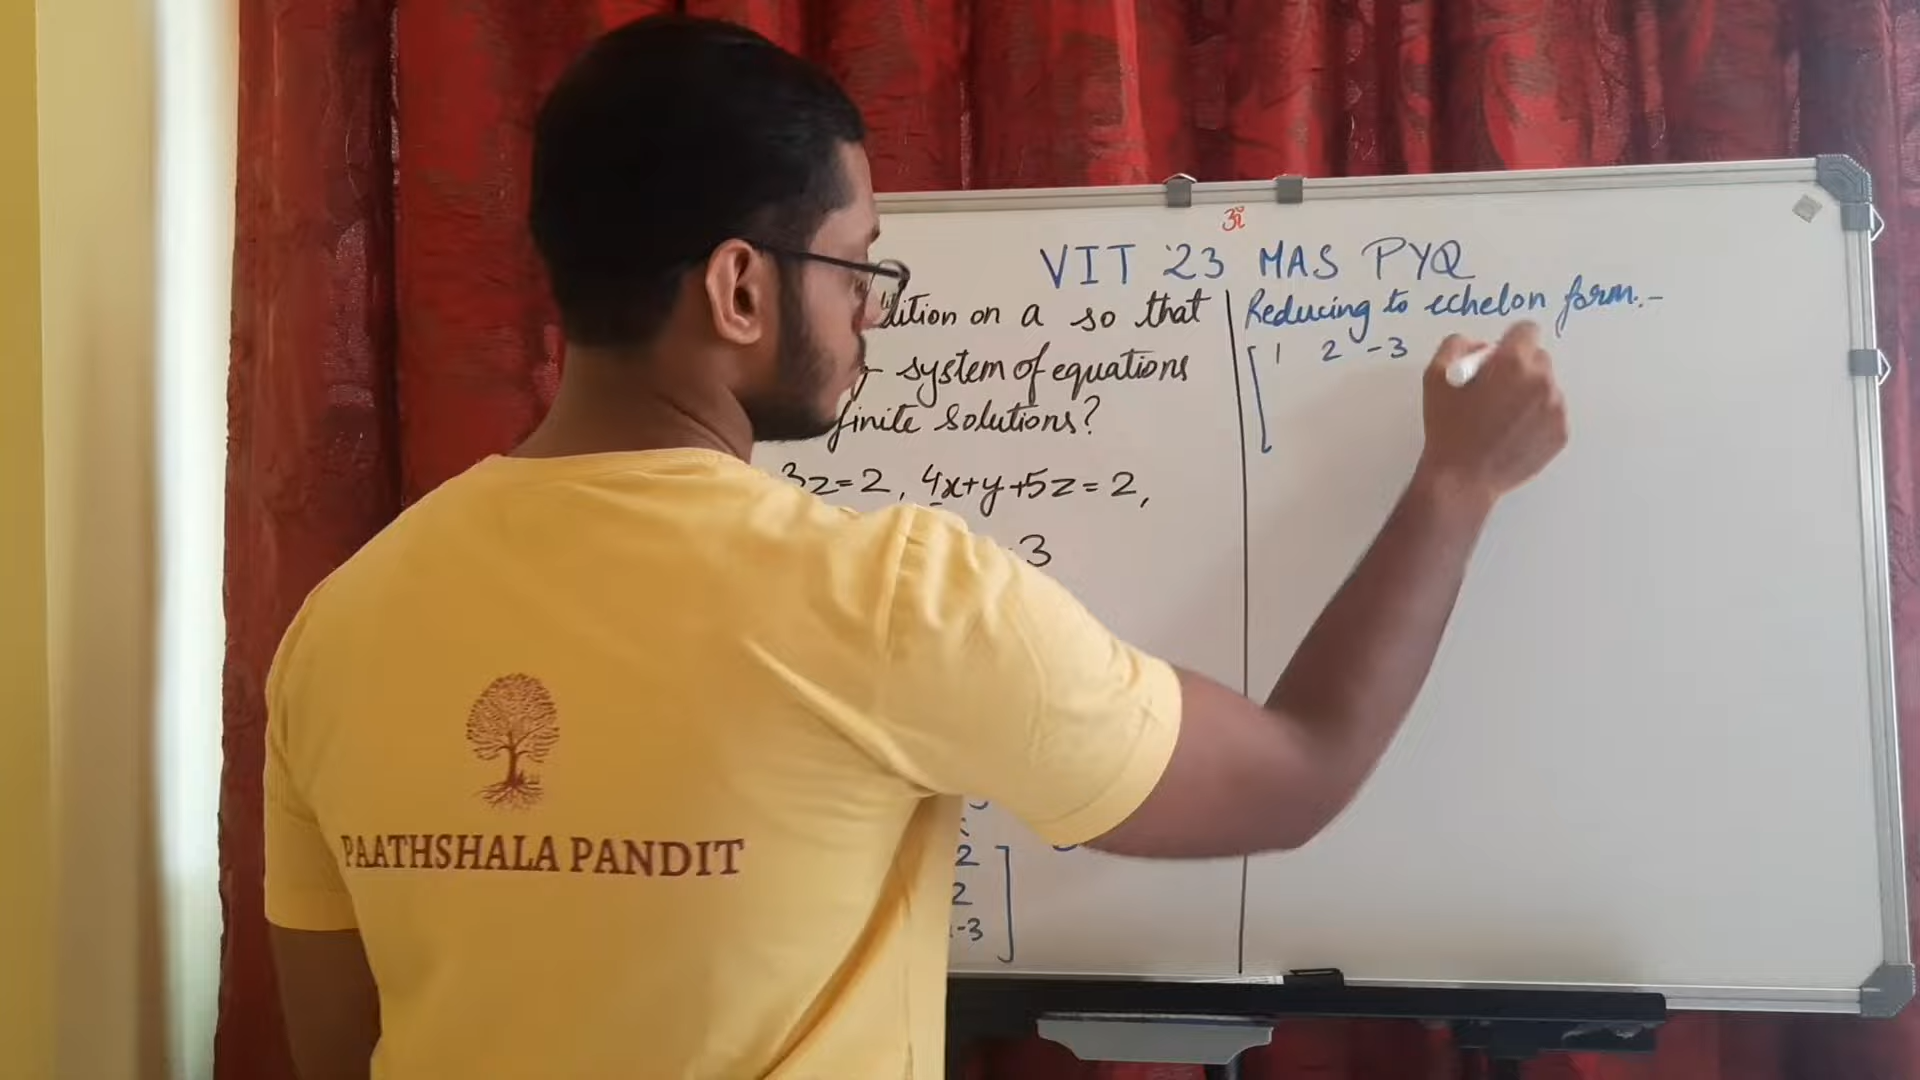 ॐ
VIT '23 MAS PYQ
dition on a so that
system of equations
finite solutions?
3z=2, 4x+y+5z=2,
3
2
2
-3
Reducing to echelon form:-
1 2 -3
PAATHSHALA PANDIT